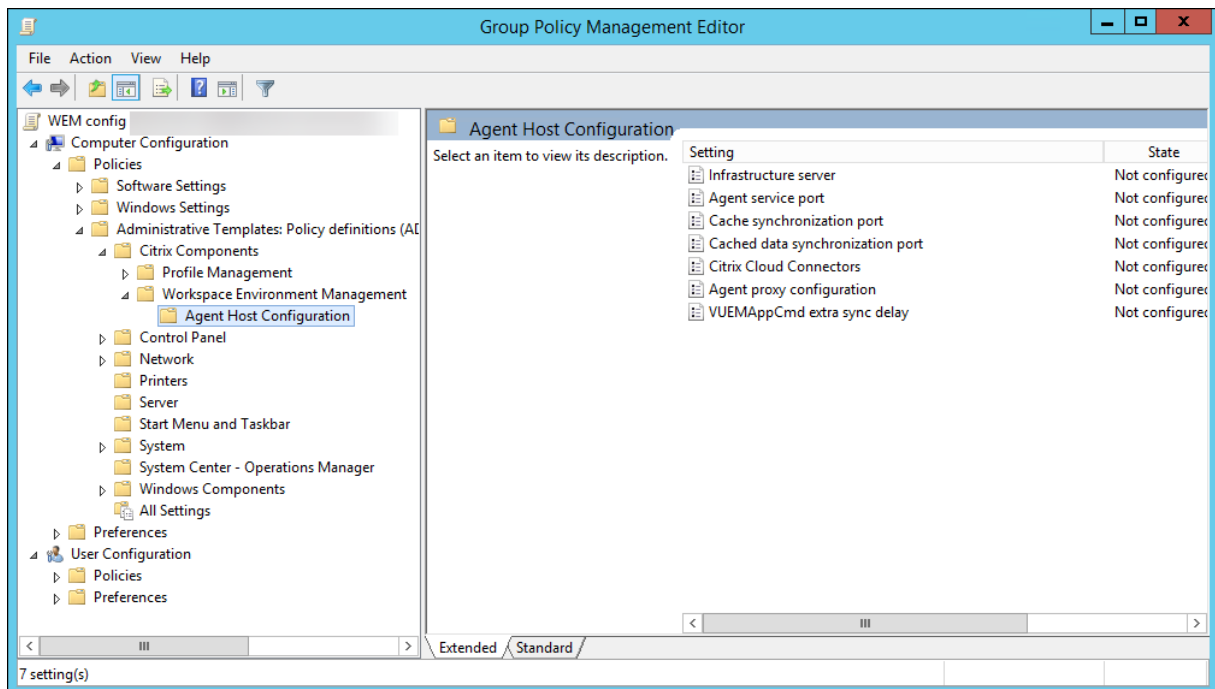 Group Policy Management Editor
File Action View Help
WEM config
Computer Configuration
Policies
Software Settings
Windows Settings
Administrative Templates: Policy definitions (AD
Citrix Components
Profile Management
Workspace Environment Management
Agent Host Configuration
Control Panel
Network
Printers
Server
Start Menu and Taskbar
System
System Center - Operations Manager
Windows Components
All Settings
Preferences
User Configuration
Policies
Preferences
Agent Host Configuration
Select an item to view its description.
Setting State
Infrastructure server Not configured
Agent service port Not configured
Cache synchronization port Not configured
Cached data synchronization port Not configured
Citrix Cloud Connectors Not configured
Agent proxy configuration Not configured
VUEMAppCmd extra sync delay Not configured
Extended Standard
7 setting(s)